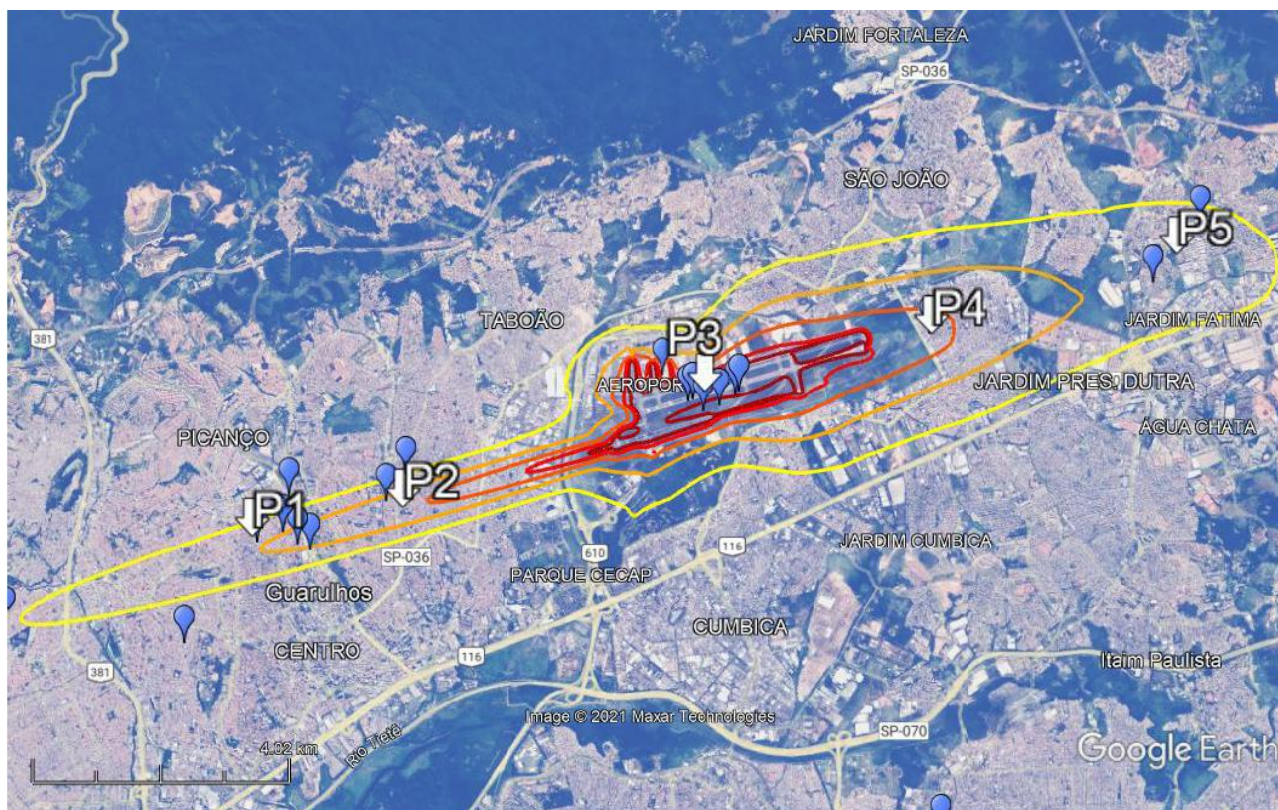 JARDIM FORTALEZA
SP-036
SÃO JOÃO
P5
381
TABOÃO
P3
P4
JARDIM FATIMA
AEROPOR
JARDIM PRES. DUTRA
PICANÇO
ÁGUA CHATA
P2
P1
SP-036
610
116
JARDIM CUMBICA
PARQUE CECAP
Guarulhos
CUMBICA
CENTRO
116
381
Itaim Paulista
Image © 2021 Maxar Technologies
SP-070
Rio Tietê
4.02 km
Google Earth